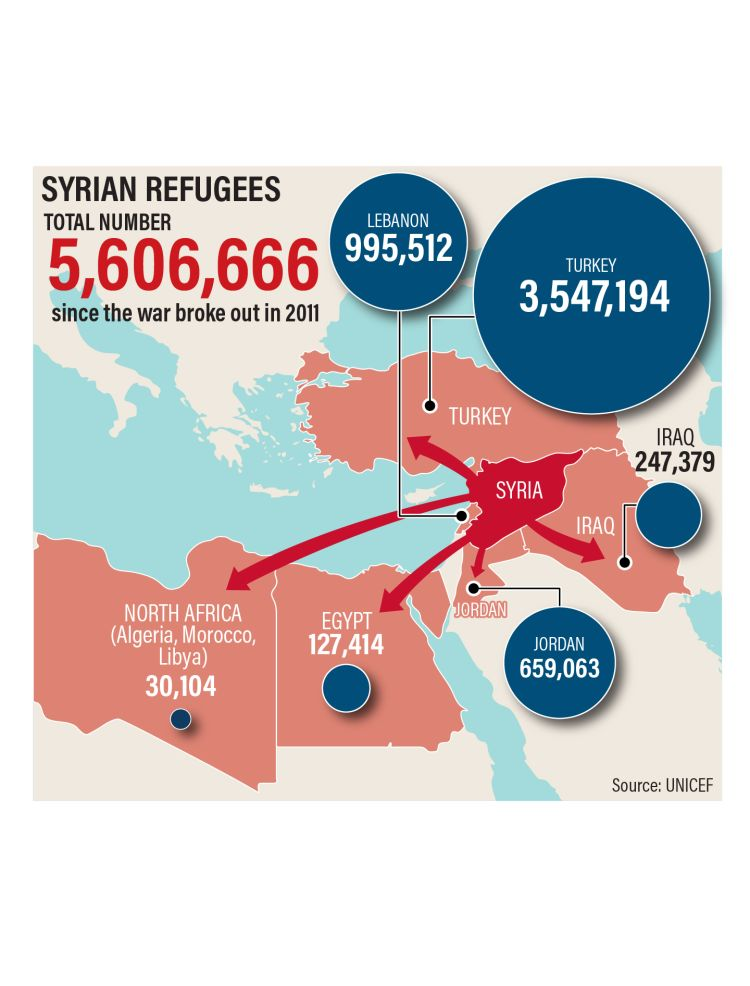 SYRIAN REFUGEES
TOTAL NUMBER
5,606,666
since the war broke out in 2011
LEBANON
995,512
TURKEY
3,547,194
TURKEY
IRAQ
247,379
SYRIA
IRAQ
JORDAN
JORDAN
659,063
NORTH AFRICA
(Algeria, Morocco,
Libya)
30,104
EGYPT
127,414
Source: UNICEF